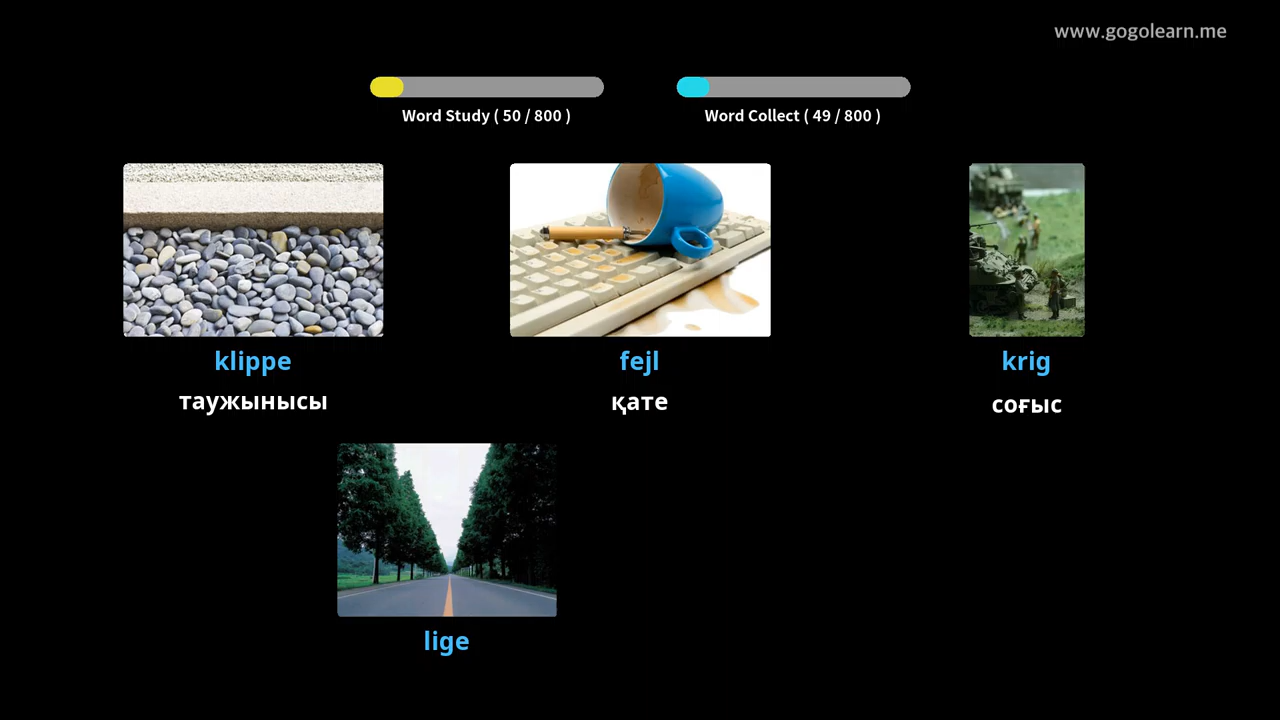 www.gogolearn.me
Word Study ( 50 / 800 )
Word Collect ( 49 / 800 )
klippe
fejl
krig
таужынысы
қате
соғыс
lige